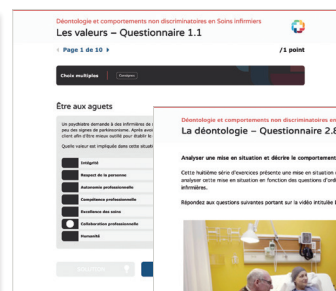 Déontologie et comportements non discriminatoires en Soins infirmiers
Les valeurs – Questionnaire 1.1
Page 1 de 10
/1 point
Choix multiples
Consignes
Être aux aguets
Un psychiatre demande à des infirmières de
peu des signes de parkinsonisme. Après avoi
client afin d'être mieux outillé pour établir le
Quelle valeur est impliquée dans cette situati
Intégrité
Respect de la personne
Autonomie professionnelle
Compétence professionnelle
Excellence des soins
Collaboration professionnelle
Humanité
Déontologie et comportements non discriminatoires en
La déontologie – Questionnaire 2.8
Analyser une mise en situation et décrire le comportement
Cette huitième série d'exercices présente une mise en situation
analyser cette mise en situation en fonction des questions d'onl
infirmières.
Répondez aux questions suivantes portant sur la vidéo intitulée